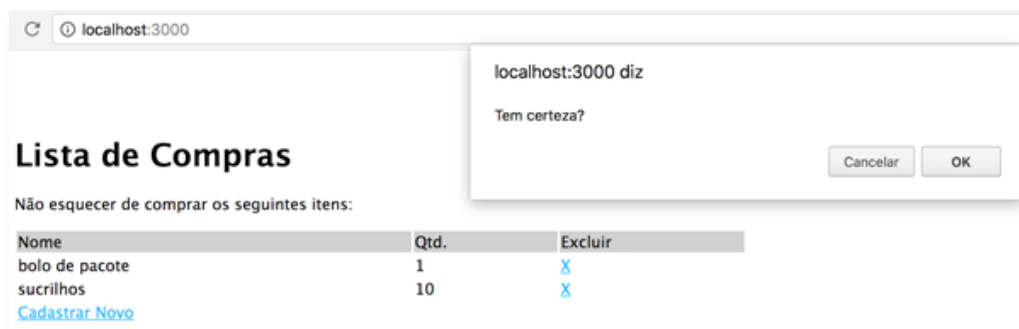 localhost:3000
localhost:3000 diz
Tem certeza?
Cancelar OK
Lista de Compras
Não esquecer de comprar os seguintes itens:
Nome Qtd. Excluir
bolo de pacote 1 X
sucrilhos 10 X
Cadastrar Novo